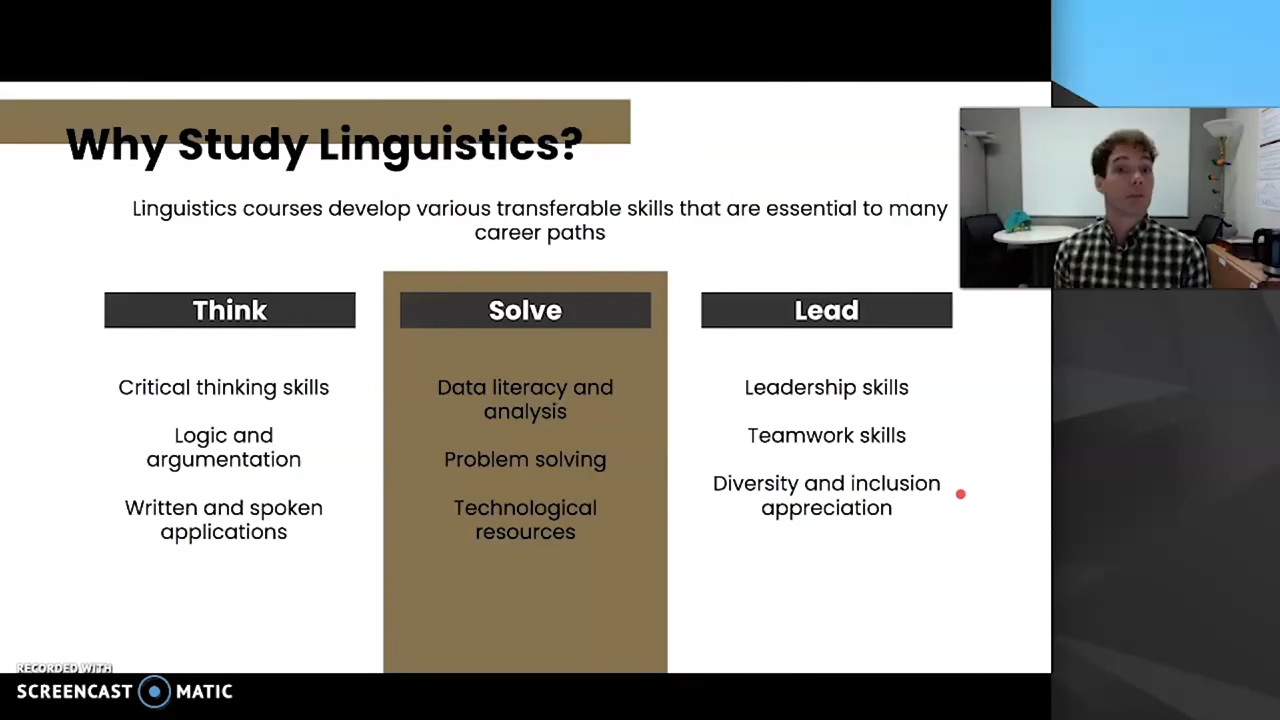 Why Study Linguistics?
Linguistics courses develop various transferable skills that are essential to many
career paths
Think
Critical thinking skills
Logic and
argumentation
Written and spoken
applications
Solve
Data literacy and
analysis
Problem solving
Technological
resources
Lead
Leadership skills
Teamwork skills
Diversity and inclusion
appreciation
RECORDED WITH
SCREENCAST MATIC